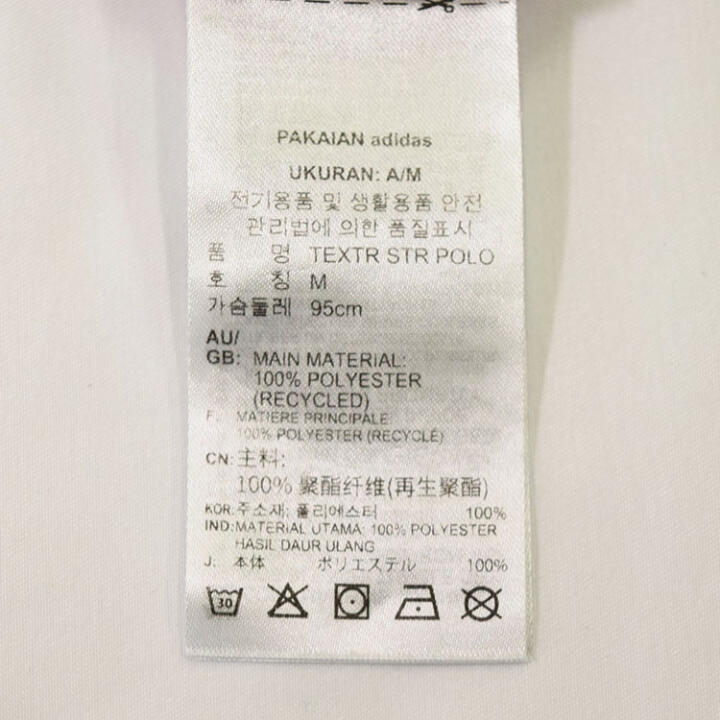 PAKAIAN adidas
UKURAN: A/M
전기용품 및 생활용품 안전
관리법에 의한 품질표시
품 명 TEXTR STR POLO
호 칭 M
가슴둘레 95cm
AU/
GB: MAIN MATERIAL:
100% POLYESTER
(RECYCLED)
F: MATIERE PRINCIPALE:
100% POLYESTER (RECYCLÉ)
CN: 主料:
100% 聚酯纤维(再生聚酯)
KOR: 주소재: 폴리에스터 100%
IND: MATERIAL UTAMA: 100% POLYESTER
HASIL DAUR ULANG
J: 本体 ポリエステル 100%
30